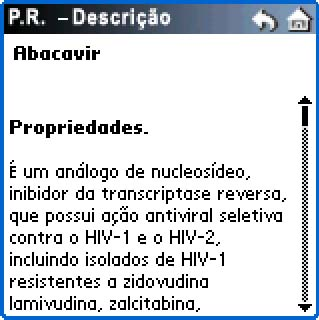 P.R. – Descrição
Abacavir
Propriedades.
É um análogo de nucleosídeo,
inibidor da transcriptase reversa,
que possui ação antiviral seletiva
contra o HIV-1 e o HIV-2,
incluindo isolados de HIV-1
resistentes a zidovudina
lamivudina, zalcitabina,